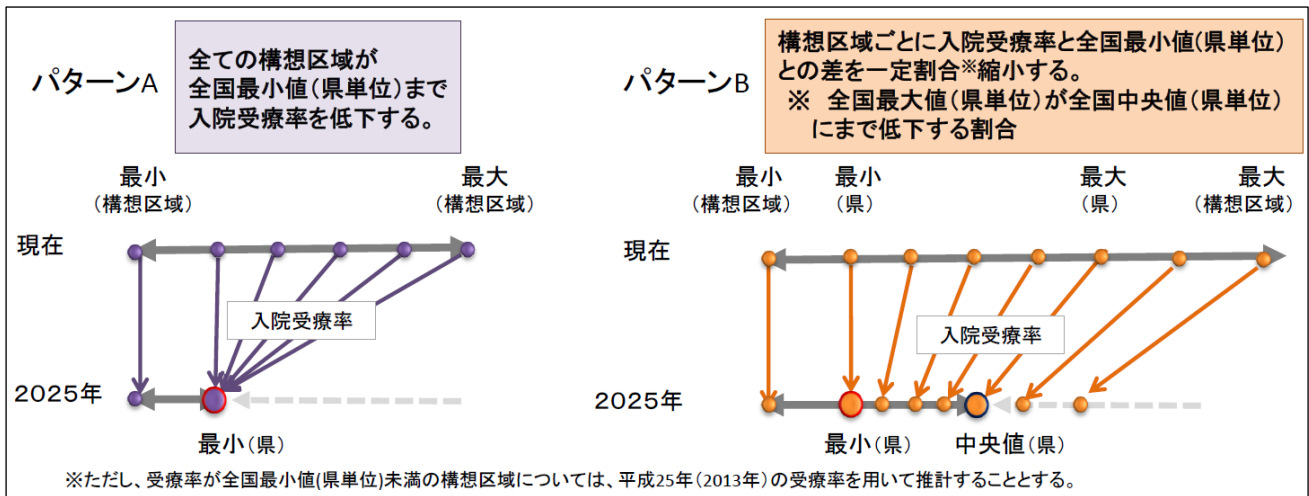 パターンA
全ての構想区域が
全国最小値(県単位)まで
入院受療率を低下する。
最小
(構想区域)
最大
(構想区域)
現在
入院受療率
2025年
最小(県)
パターンB
構想区域ごとに入院受療率と全国最小値(県単位)
との差を一定割合※縮小する。
※ 全国最大値(県単位)が全国中央値(県単位)
にまで低下する割合
最小
(構想区域)
最小
(県)
最大
(県)
最大
(構想区域)
現在
入院受療率
2025年
最小(県)
中央値(県)
※ただし、受療率が全国最小値(県単位)未満の構想区域については、平成25年(2013年)の受療率を用いて推計することとする。